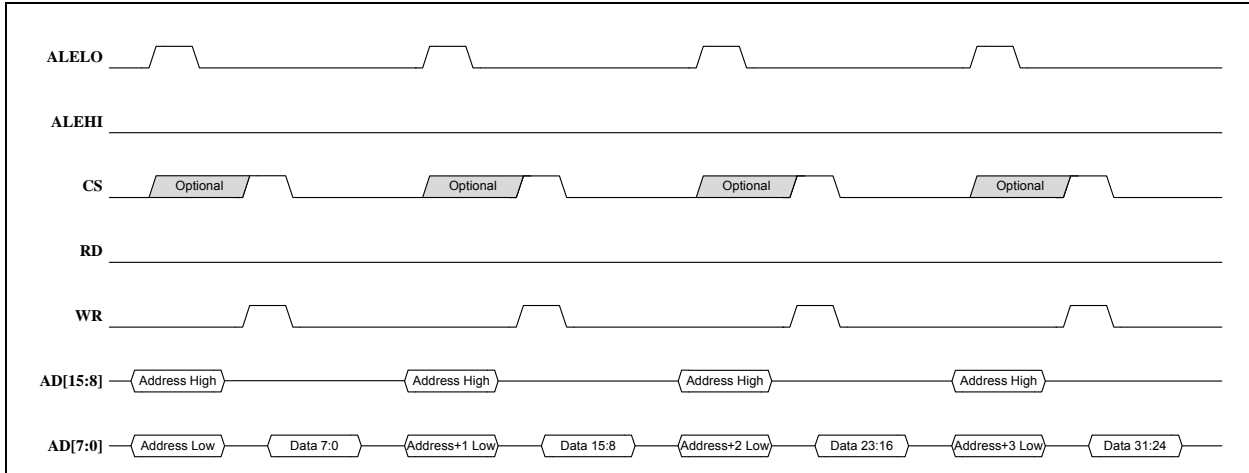 ALELO
ALEHI
CS Optional Optional Optional Optional
RD
WR
AD[15:8] Address High Address High Address High Address High
AD[7:0] Address Low Data 7:0 Address+1 Low Data 15:8 Address+2 Low Data 23:16 Address+3 Low Data 31:24